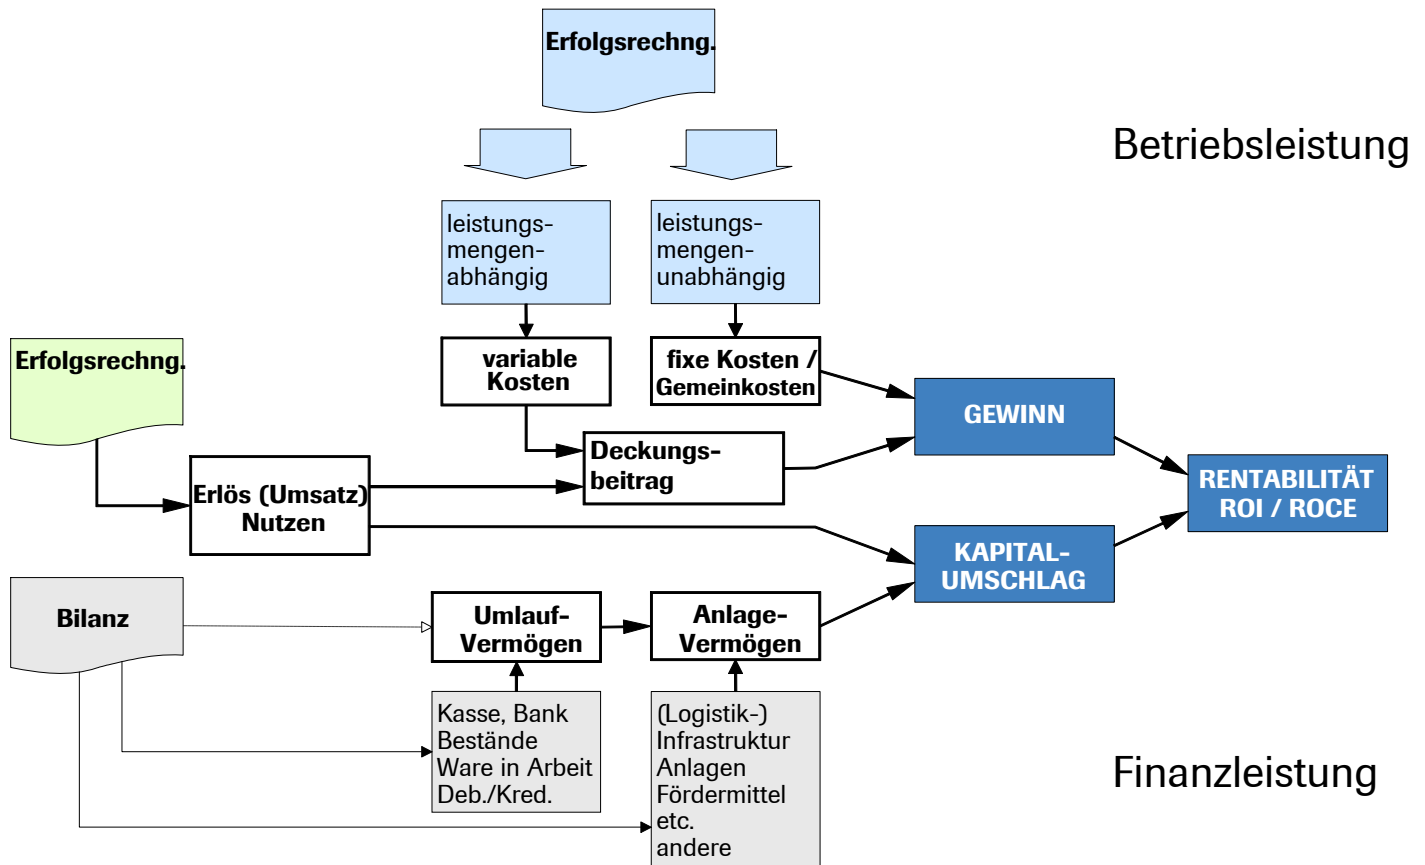 Erfolgsrechng.
Betriebsleistung
leistungs-
mengen-
abhängig
leistungs-
mengen-
unabhängig
Erfolgsrechng.
variable
Kosten
fixe Kosten /
Gemeinkosten
GEWINN
Deckungs-
beitrag
Erlös (Umsatz)
Nutzen
RENTABILITÄT
ROI / ROCE
KAPITAL-
UMSCHLAG
Bilanz
Umlauf-
Vermögen
Anlage-
Vermögen
Kasse, Bank
Bestände
Ware in Arbeit
Deb./Kred.
(Logistik-)
Infrastruktur
Anlagen
Fördermittel
etc.
andere
Finanzleistung